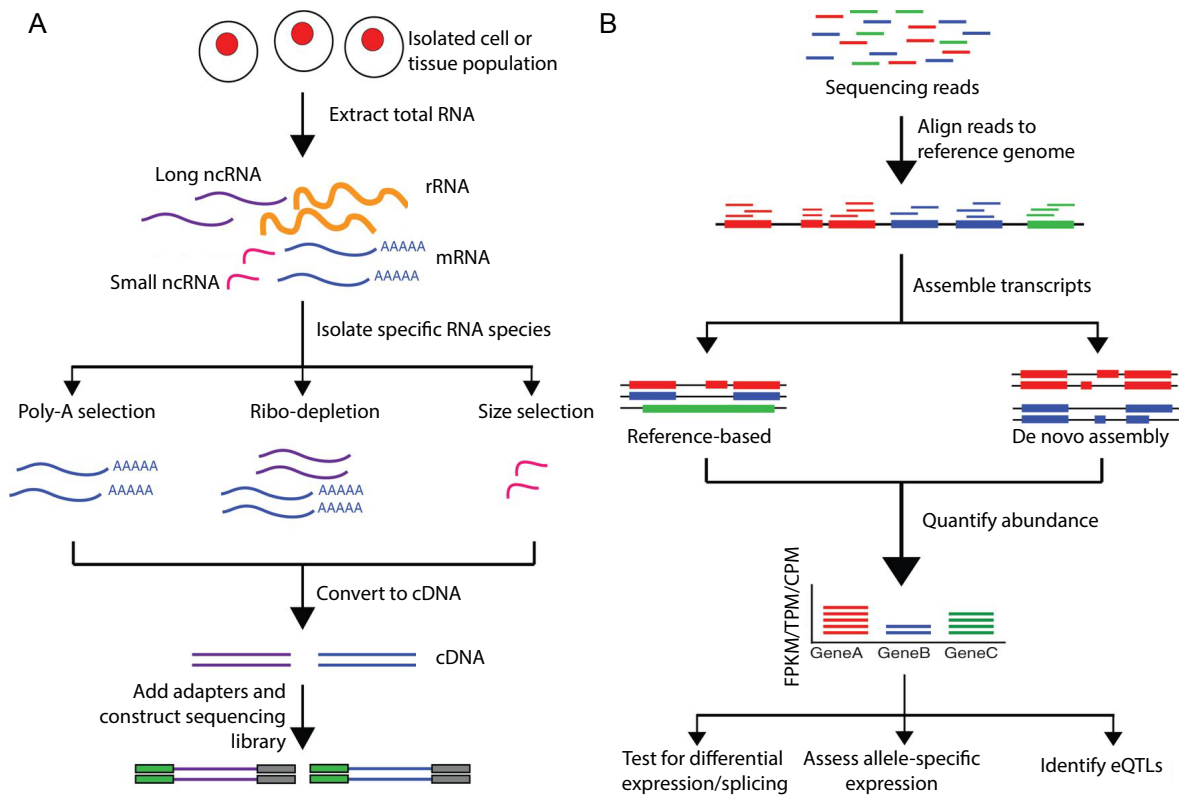 A
Isolated cell or
tissue population
Extract total RNA
Long ncRNA
rRNA
AAAAA
mRNA
Small ncRNA
AAAAA
Isolate specific RNA species
Poly-A selection
Ribo-depletion
Size selection
AAAAA
AAAAA
AAAAA
AAAAA
Convert to cDNA
cDNA
Add adapters and
construct sequencing
library
B
Sequencing reads
Align reads to
reference genome
Assemble transcripts
Reference-based
De novo assembly
Quantify abundance
FPKM/TPM/CPM
GeneA GeneB GeneC
Test for differential
expression/splicing
Assess allele-specific
expression
Identify eQTLs